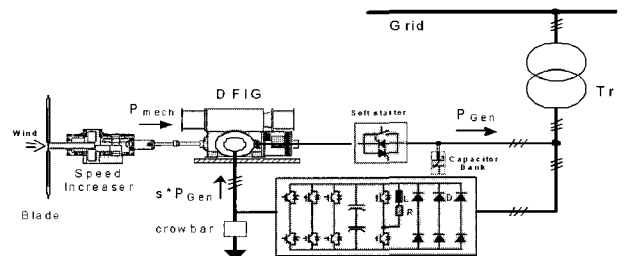 Grid
DFIG
P mech
Soft starter
P Gen
Tr
Wind
Speed
Increaser
Capacitor
Bank
s*P Gen
Blade
crowbar
L
D
R